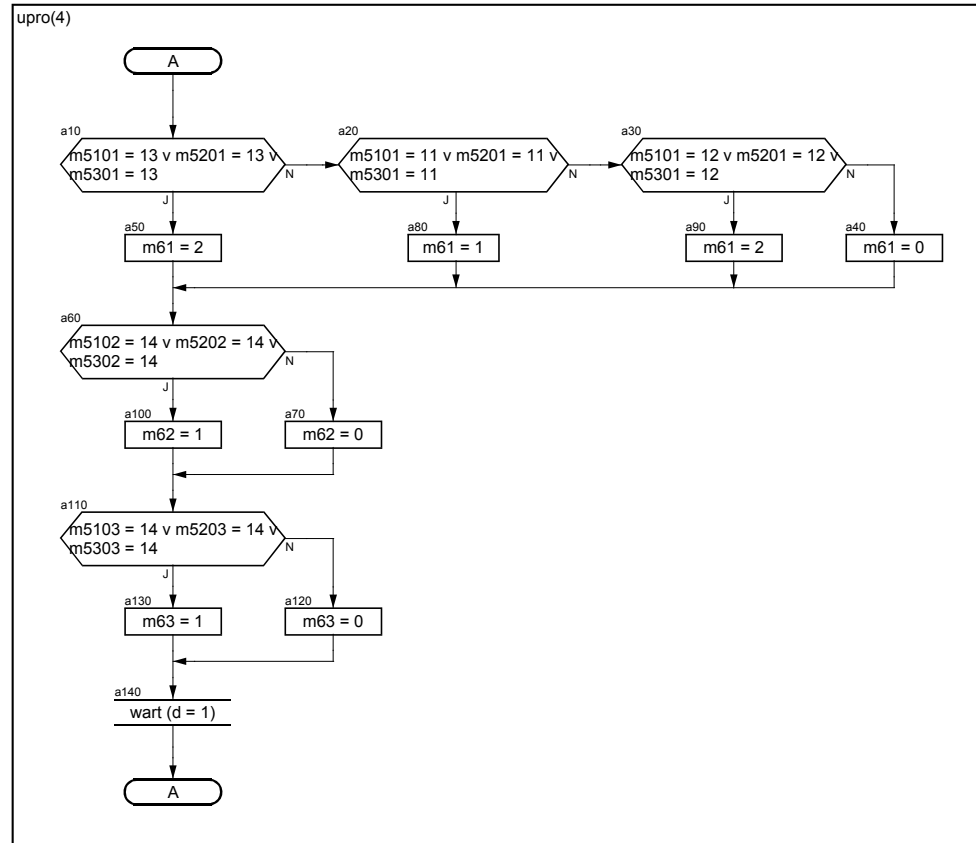 upro(4)
A
a10
m5101 = 13 v m5201 = 13 v
m5301 = 13
N
J
a20
m5101 = 11 v m5201 = 11 v
m5301 = 11
N
J
a30
m5101 = 12 v m5201 = 12 v
m5301 = 12
N
J
a50
m61 = 2
a80
m61 = 1
a90
m61 = 2
a40
m61 = 0
a60
m5102 = 14 v m5202 = 14 v
m5302 = 14
N
J
a100
m62 = 1
a70
m62 = 0
a110
m5103 = 14 v m5203 = 14 v
m5303 = 14
N
J
a130
m63 = 1
a120
m63 = 0
a140
wart (d = 1)
A